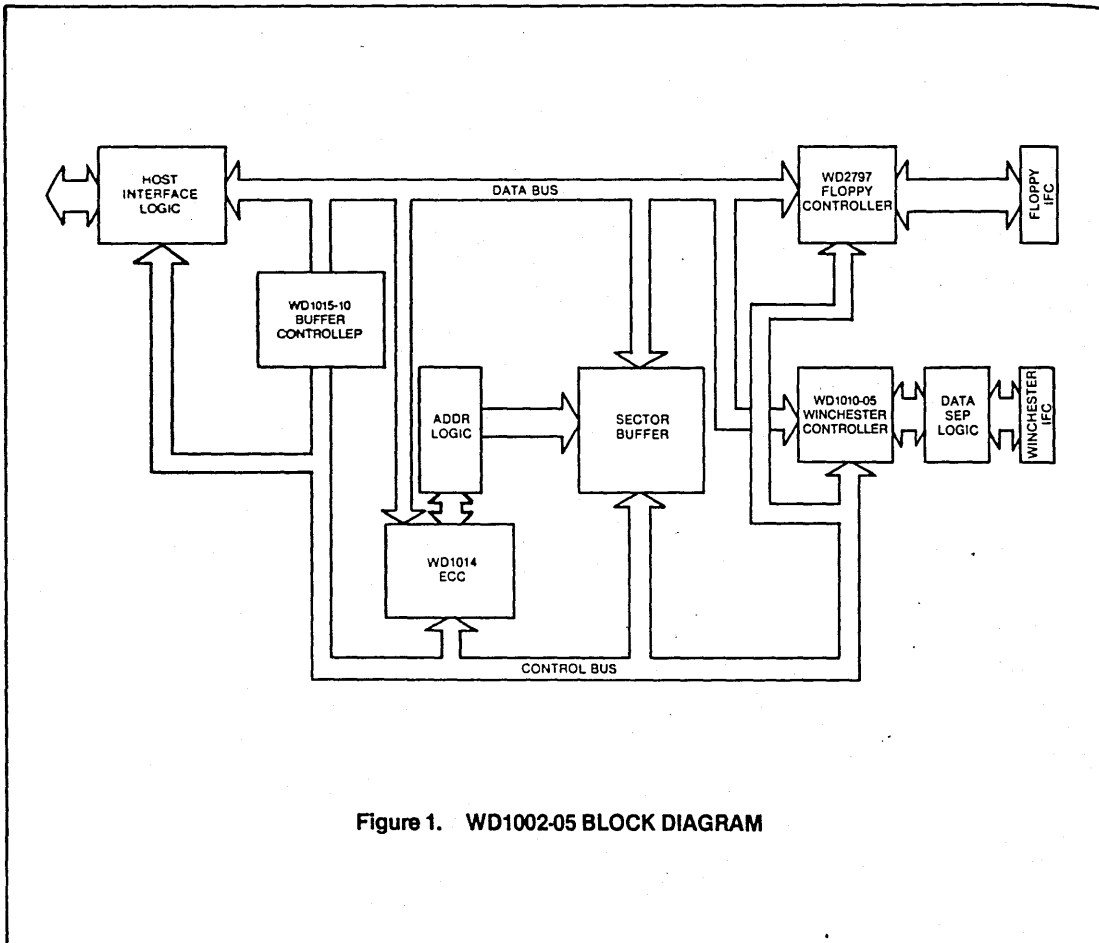 HOST
INTERFACE
LOGIC
DATA BUS
WD2797
FLOPPY
CONTROLLER
FLOPPY
IFC
WD1015-10
BUFFER
CONTROLLEP
ADDR
LOGIC
SECTOR
BUFFER
WD1010-05
WINCHESTER
CONTROLLER
DATA
SEP
LOGIC
WINCHESTER
IFC
WD1014
ECC
CONTROL BUS
Figure 1. WD1002-05 BLOCK DIAGRAM